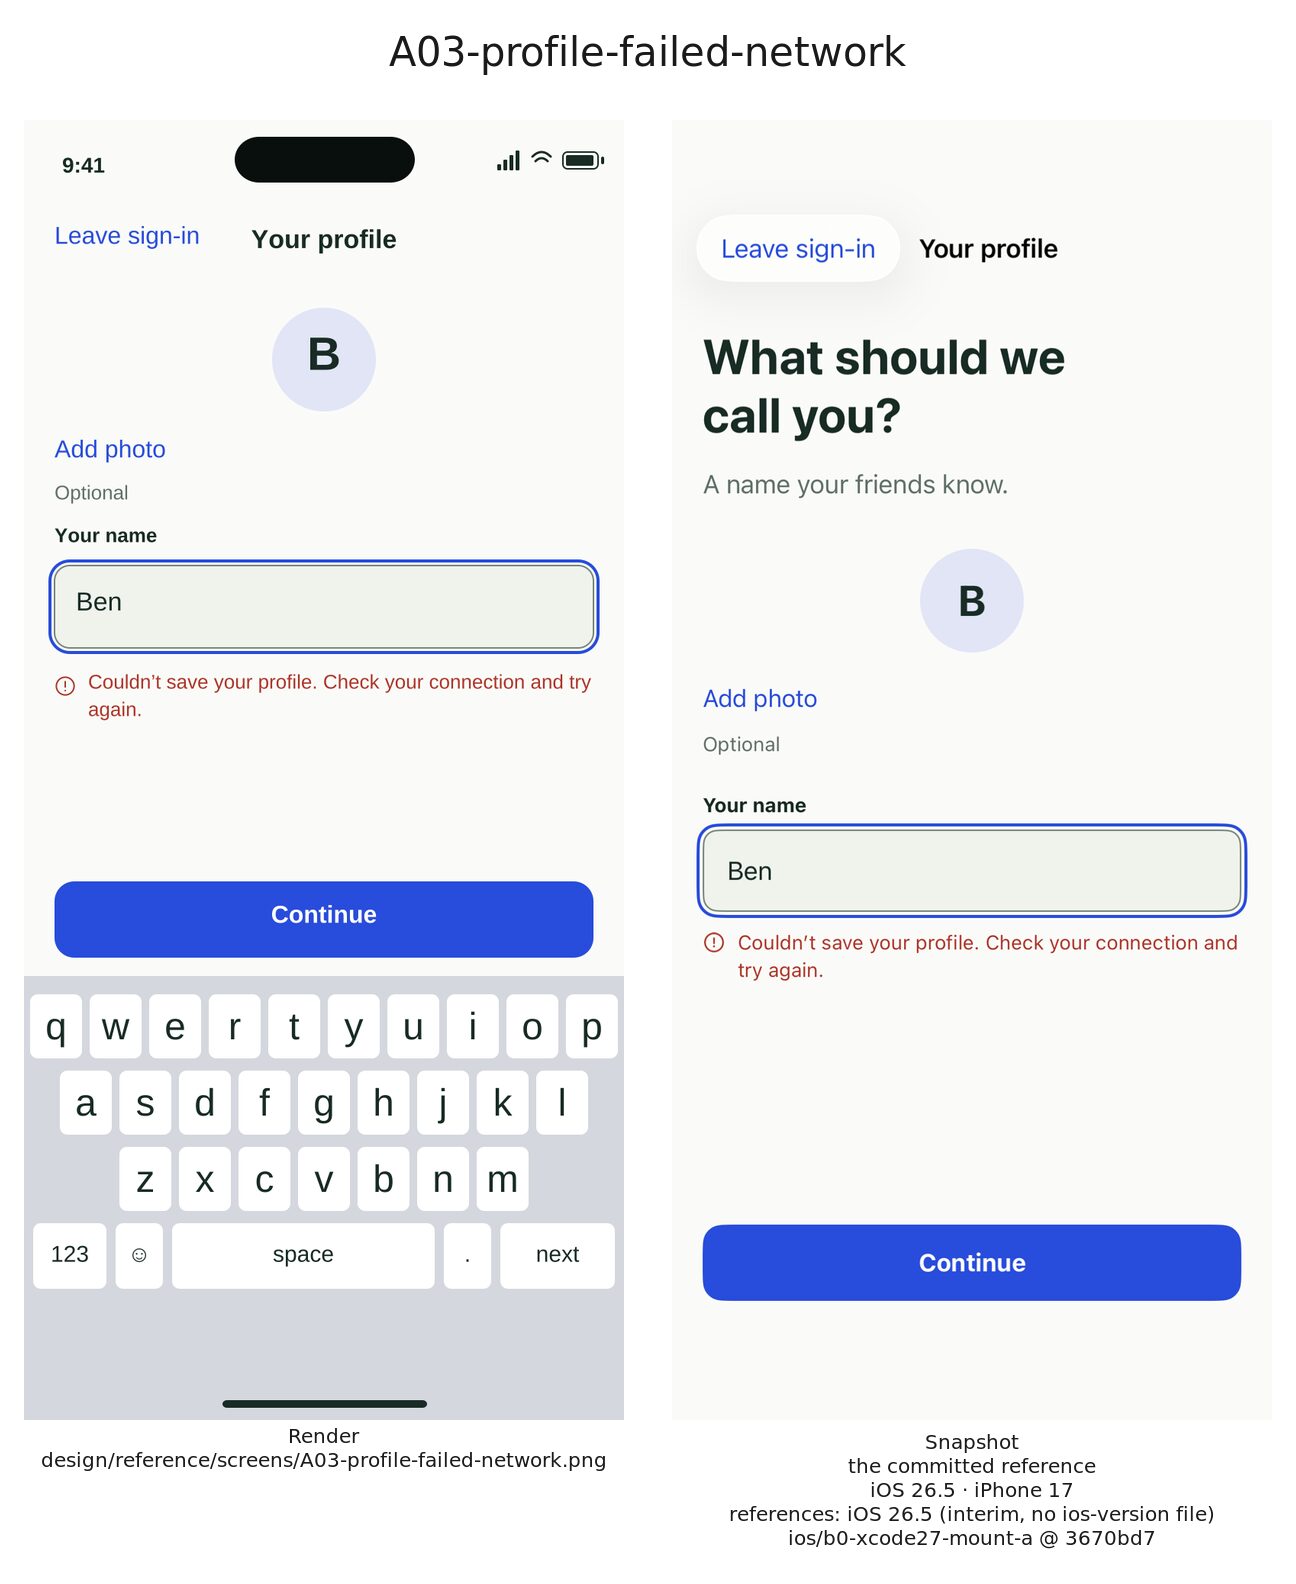 A03-profile-failed-network
9:41
Leave sign-in
Your profile
B
Add photo
Optional
Your name
Ben
Couldn’t save your profile. Check your connection and try
again.
Continue
q w e r t y u i o p
a s d f g h j k l
z x c v b n m
123 ☺ space . next
Render
design/reference/screens/A03-profile-failed-network.png
Leave sign-in
Your profile
What should we
call you?
A name your friends know.
B
Add photo
Optional
Your name
Ben
Couldn’t save your profile. Check your connection and
try again.
Continue
Snapshot
the committed reference
iOS 26.5 · iPhone 17
references: iOS 26.5 (interim, no ios-version file)
ios/b0-xcode27-mount-a @ 3670bd7